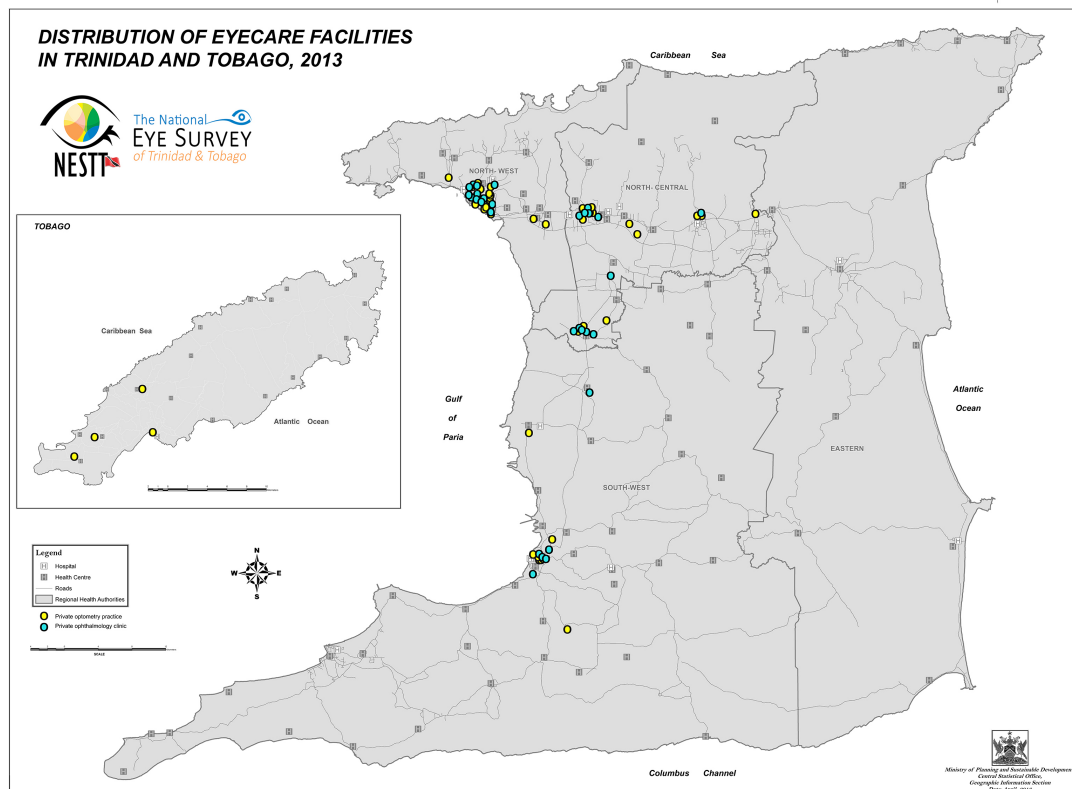 DISTRIBUTION OF EYECARE FACILITIES
IN TRINIDAD AND TOBAGO, 2013
Caribbean Sea
The National
EYE SURVEY
of Trinidad & Tobago
NESTT
NORTH- WEST
NORTH- CENTRAL
TOBAGO
Caribbean Sea
Atlantic Ocean
Gulf
of
Paria
Atlantic
Ocean
EASTERN
SOUTH-WEST
Legend
H Hospital
H Health Centre
Roads
Regional Health Authorities
Private optometry practice
Private ophthalmology clinic
SCALE
N
W E
S
Columbus Channel
Ministry of Planning and Sustainable Development
Central Statistical Office,
Geographic Information Section